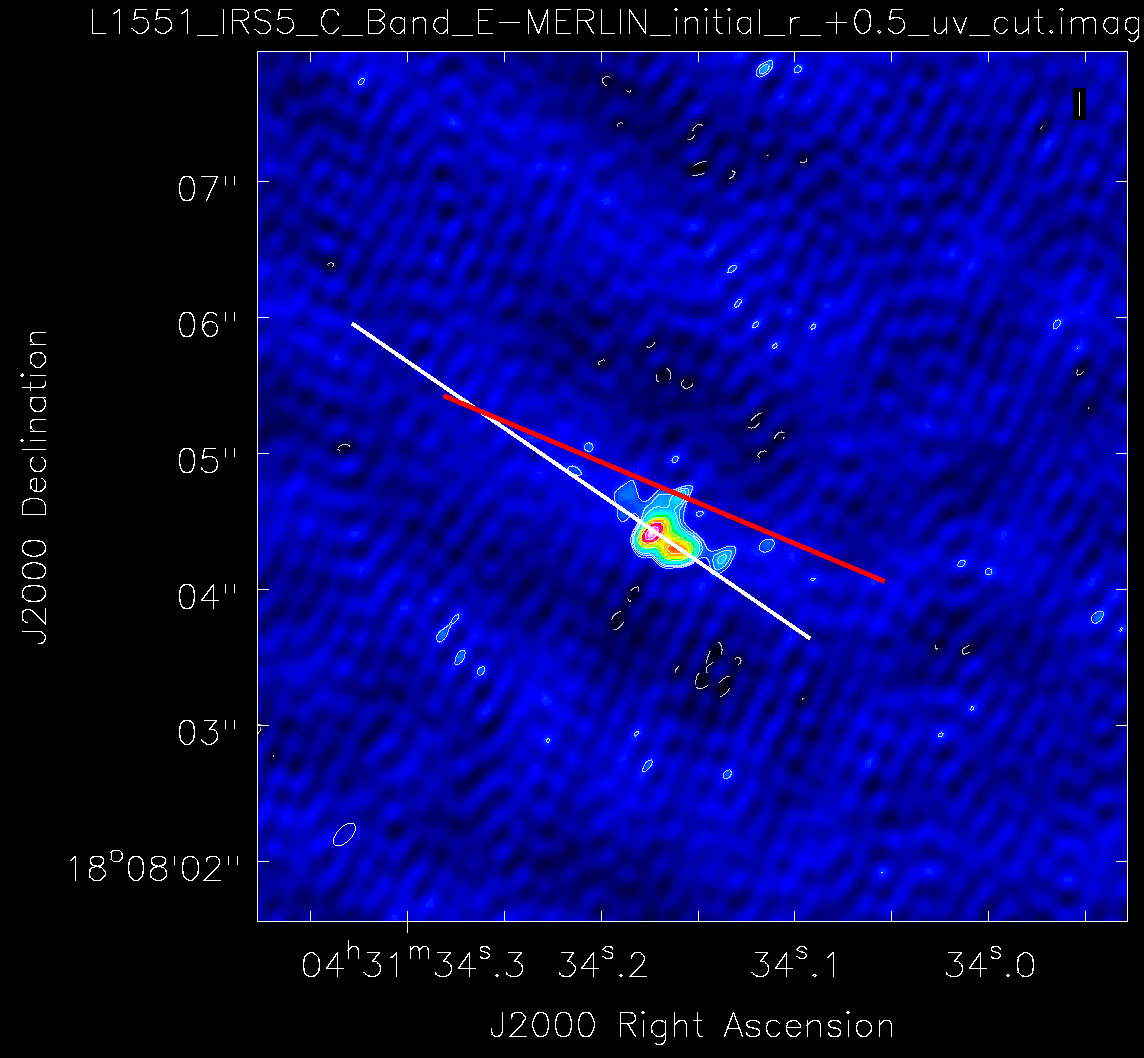 L1551_IRS5_C_Band_E-MERLIN_initial_r_+0.5_uv_cut.imag
I
07''
06''
05''
04''
03''
18°08'02''
J2000 Declination
04ʰ31ᵐ34ˢ.3 34ˢ.2 34ˢ.1 34ˢ.0
J2000 Right Ascension